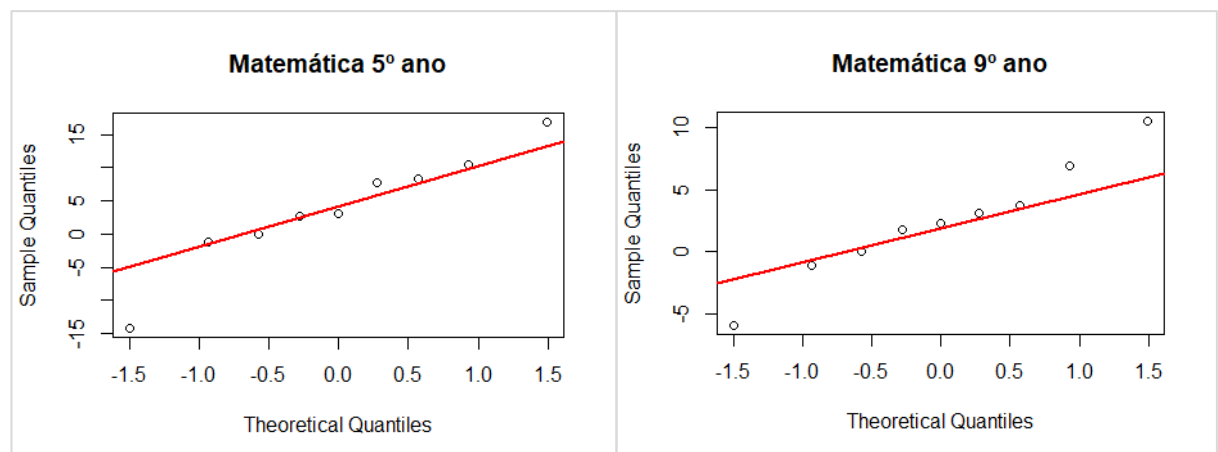 Matemática 5º ano
Sample Quantiles
15
5
0
-5
-15
-1.5 -1.0 -0.5 0.0 0.5 1.0 1.5
Theoretical Quantiles
Matemática 9º ano
Sample Quantiles
10
5
0
-5
-1.5 -1.0 -0.5 0.0 0.5 1.0 1.5
Theoretical Quantiles